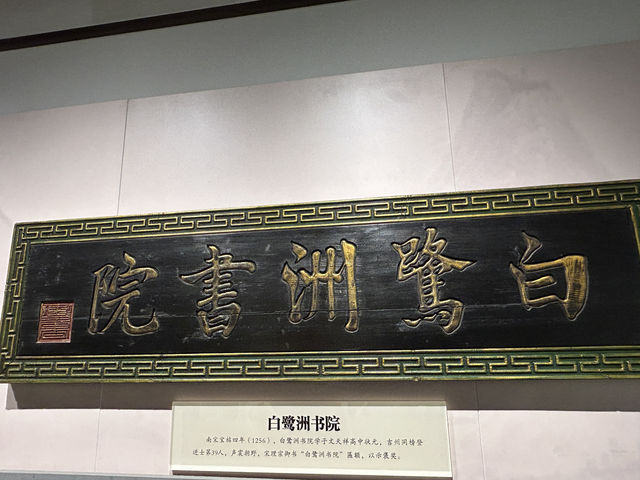 白鷺洲書院
白鹭洲书院
南宋宝祐四年（1256），白鹭洲书院学子文天祥高中状元，吉州同榜登
进士第39人，声震朝野，宋理宗御书“白鹭洲书院”匾额，以示褒奖。